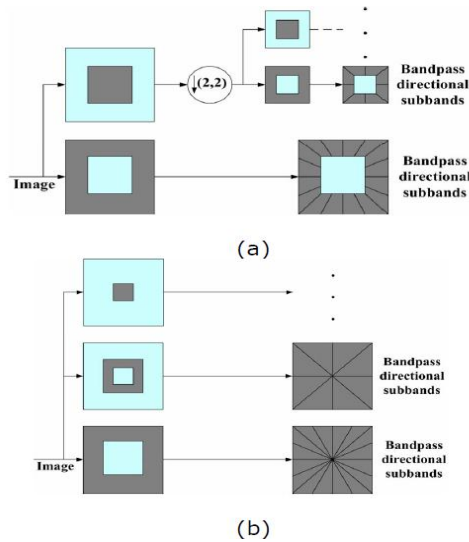 (2,2)
Bandpass
directional
subbands
Image
Bandpass
directional
subbands
(a)
Bandpass
directional
subbands
Image
Bandpass
directional
subbands
(b)